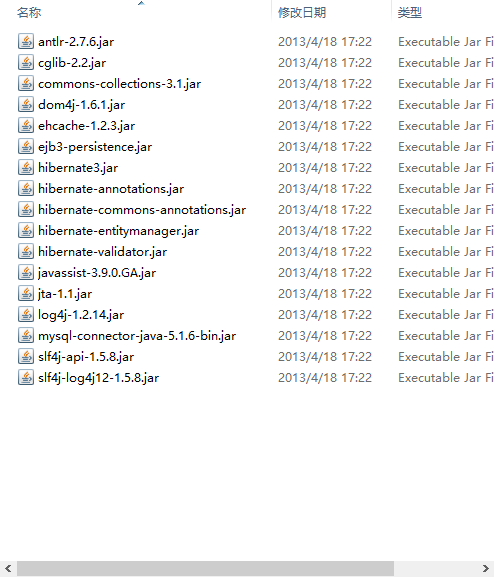 名称 修改日期 类型
antlr-2.7.6.jar 2013/4/18 17:22 Executable Jar Fi
cglib-2.2.jar 2013/4/18 17:22 Executable Jar Fi
commons-collections-3.1.jar 2013/4/18 17:22 Executable Jar Fi
dom4j-1.6.1.jar 2013/4/18 17:22 Executable Jar Fi
ehcache-1.2.3.jar 2013/4/18 17:22 Executable Jar Fi
ejb3-persistence.jar 2013/4/18 17:22 Executable Jar Fi
hibernate3.jar 2013/4/18 17:22 Executable Jar Fi
hibernate-annotations.jar 2013/4/18 17:22 Executable Jar Fi
hibernate-commons-annotations.jar 2013/4/18 17:22 Executable Jar Fi
hibernate-entitymanager.jar 2013/4/18 17:22 Executable Jar Fi
hibernate-validator.jar 2013/4/18 17:22 Executable Jar Fi
javassist-3.9.0.GA.jar 2013/4/18 17:22 Executable Jar Fi
jta-1.1.jar 2013/4/18 17:22 Executable Jar Fi
log4j-1.2.14.jar 2013/4/18 17:22 Executable Jar Fi
mysql-connector-java-5.1.6-bin.jar 2013/4/18 17:22 Executable Jar Fi
slf4j-api-1.5.8.jar 2013/4/18 17:22 Executable Jar Fi
slf4j-log4j12-1.5.8.jar 2013/4/18 17:22 Executable Jar Fi